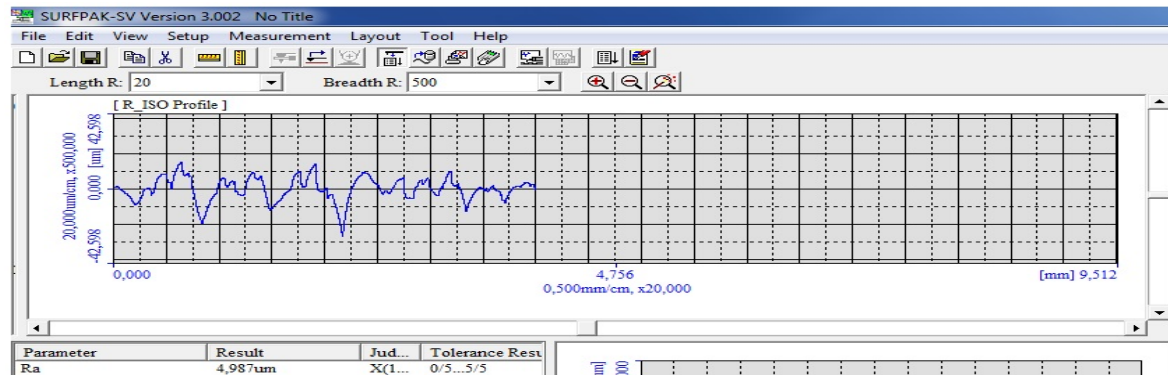 SURFPAK-SV Version 3.002 No Title
File Edit View Setup Measurement Layout Tool Help
Length R: 20 Breadth R: 500
[ R_ISO Profile ]
20,000um/cm, x500,000
-42,598 0,000 [um] 42,598
0,000 4,756 [mm] 9,512
0,500mm/cm, x20,000
Parameter Result Jud... Tolerance Resu
Ra 4,987um X(1... 0/5...5/5